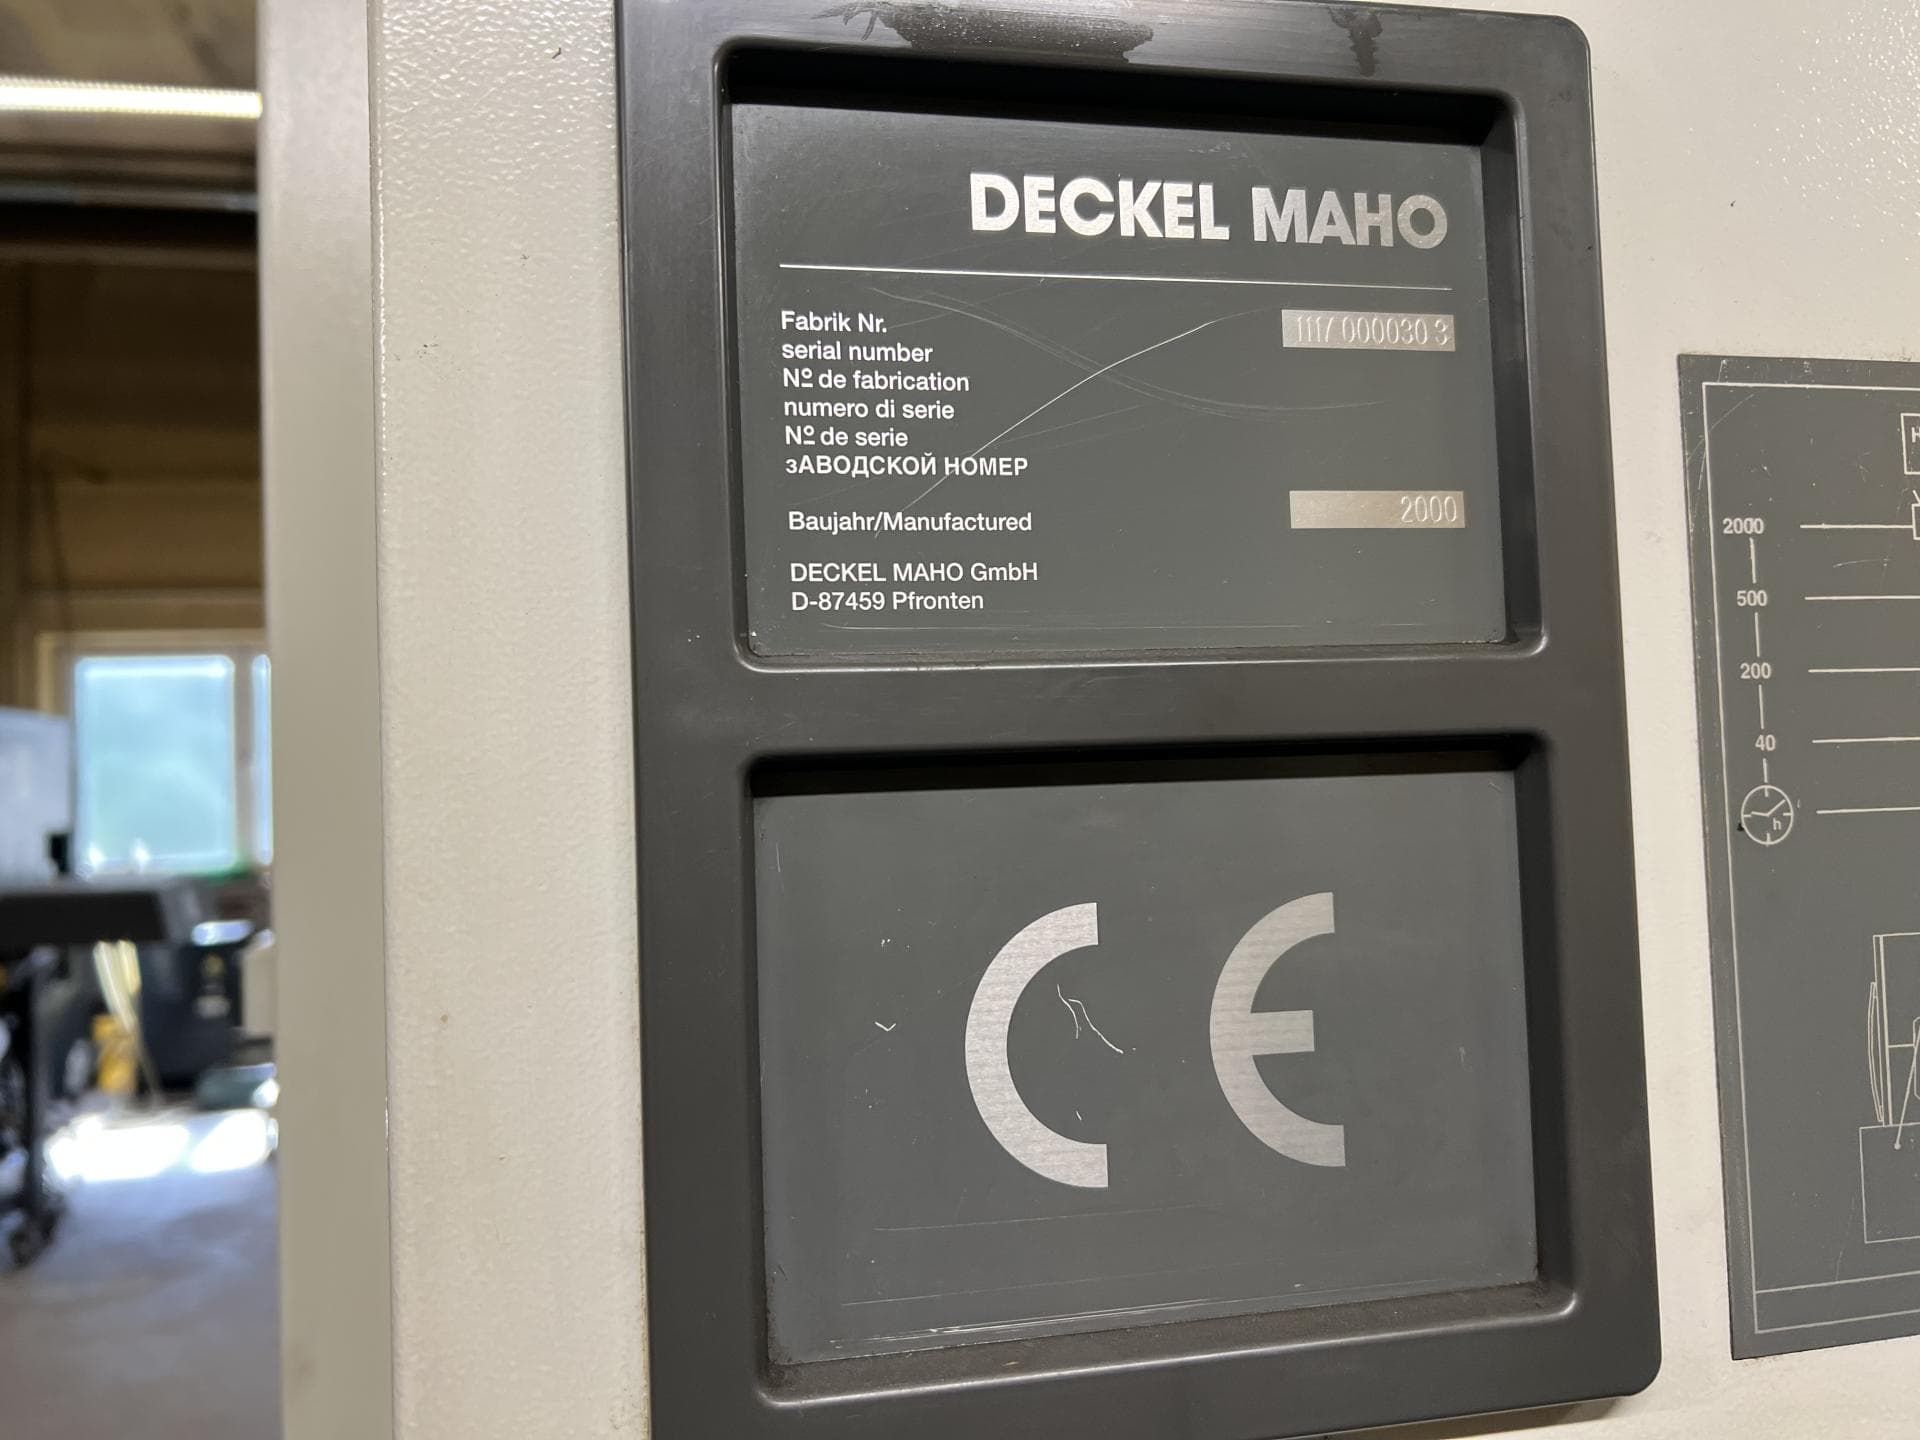 DECKEL MAHO
Fabrik Nr. 1117 000030 3
serial number
Nº de fabrication
numero di serie
Nº de serie
зАВОДСКОЙ НОМЕР
Baujahr/Manufactured 2000
DECKEL MAHO GmbH
D-87459 Pfronten
CE
H
2000
500
200
40
h